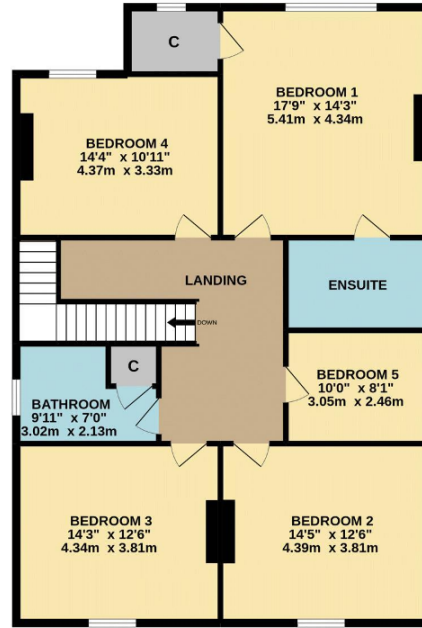 C
BEDROOM 1
17'9" x 14'3"
5.41m x 4.34m
BEDROOM 4
14'4" x 10'11"
4.37m x 3.33m
LANDING
ENSUITE
DOWN
C
BEDROOM 5
10'0" x 8'1"
3.05m x 2.46m
BATHROOM
9'11" x 7'0"
3.02m x 2.13m
BEDROOM 3
14'3" x 12'6"
4.34m x 3.81m
BEDROOM 2
14'5" x 12'6"
4.39m x 3.81m